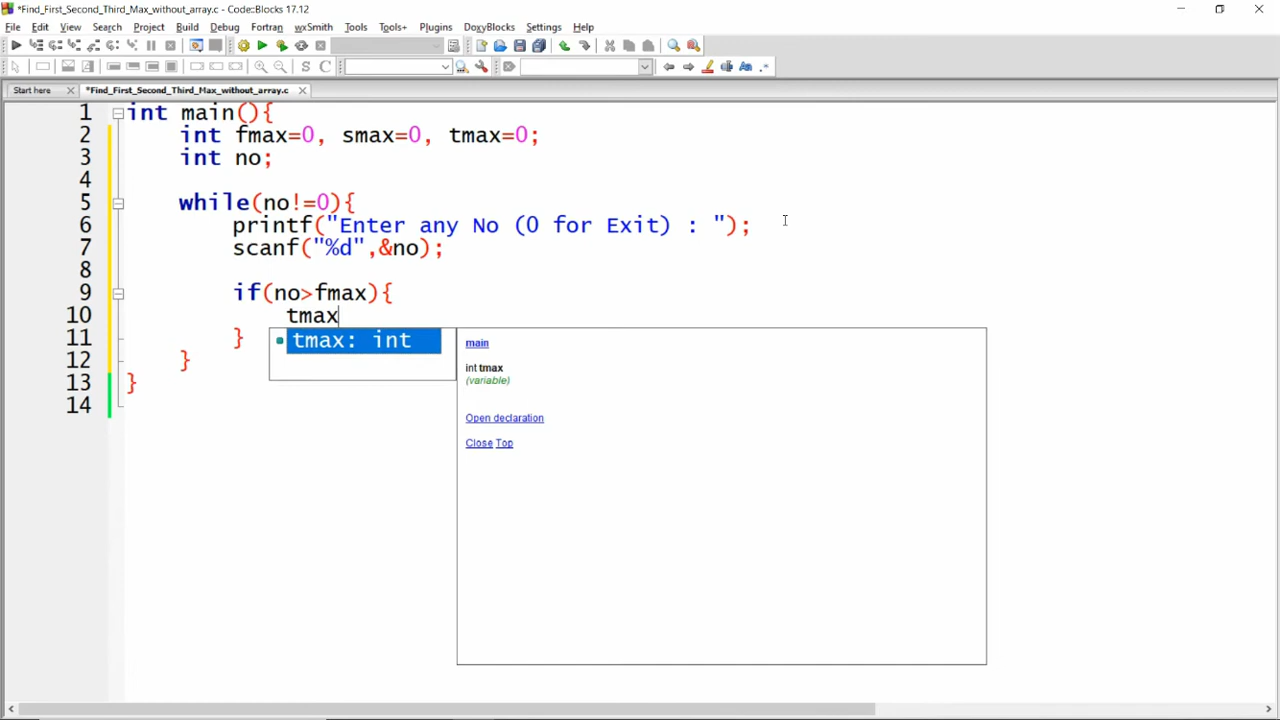 *Find_First_Second_Third_Max_without_array.c - Code::Blocks 17.12
File Edit View Search Project Build Debug Fortran wxSmith Tools Tools+ Plugins DoxyBlocks Settings Help
S C
Start here *Find_First_Second_Third_Max_without_array.c
1 int main(){
2 int fmax=0, smax=0, tmax=0;
3 int no;
4
5 while(no!=0){
6 printf("Enter any No (0 for Exit) : ");
7 scanf("%d",&no);
8
9 if(no>fmax){
10 tmax
11 }
12 }
13 }
14
tmax: int
main
int tmax
(variable)
Open declaration
Close Top